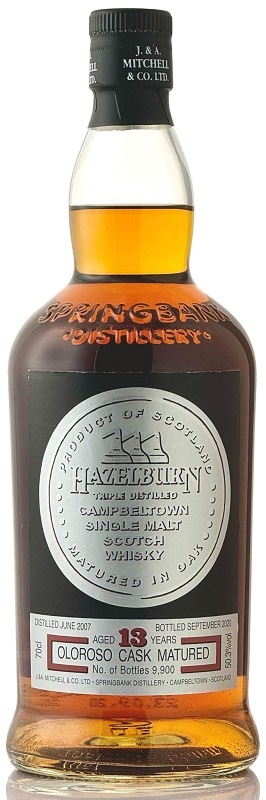 J. & A.
MITCHELL
& CO. LTD.
SPRINGBANK
DISTILLERY
PRODUCT OF SCOTLAND
HAZELBURN
TRIPLE DISTILLED
CAMPBELTOWN
SINGLE MALT
SCOTCH
WHISKY
MATURED IN OAK
DISTILLED JUNE 2007 BOTTLED SEPTEMBER 2020
AGED 13 YEARS
70cl
OLOROSO CASK MATURED
50.3%vol
No. of Bottles 9,900
J&A. MITCHELL & CO. LTD • SPRINGBANK DISTILLERY • CAMPBELTOWN • SCOTLAND